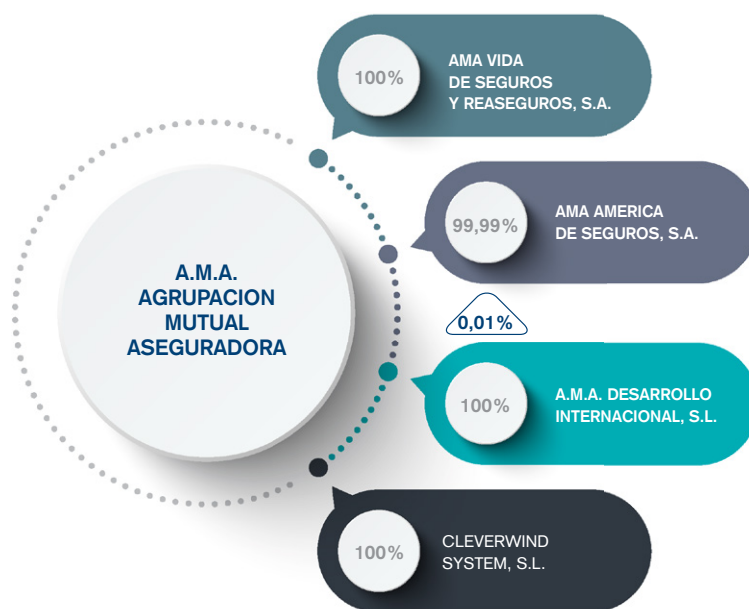 100%
AMA VIDA
DE SEGUROS
Y REASEGUROS, S.A.
99,99%
AMA AMERICA
DE SEGUROS, S.A.
A.M.A.
AGRUPACION
MUTUAL
ASEGURADORA
0,01%
100%
A.M.A. DESARROLLO
INTERNACIONAL, S.L.
100%
CLEVERWIND
SYSTEM, S.L.